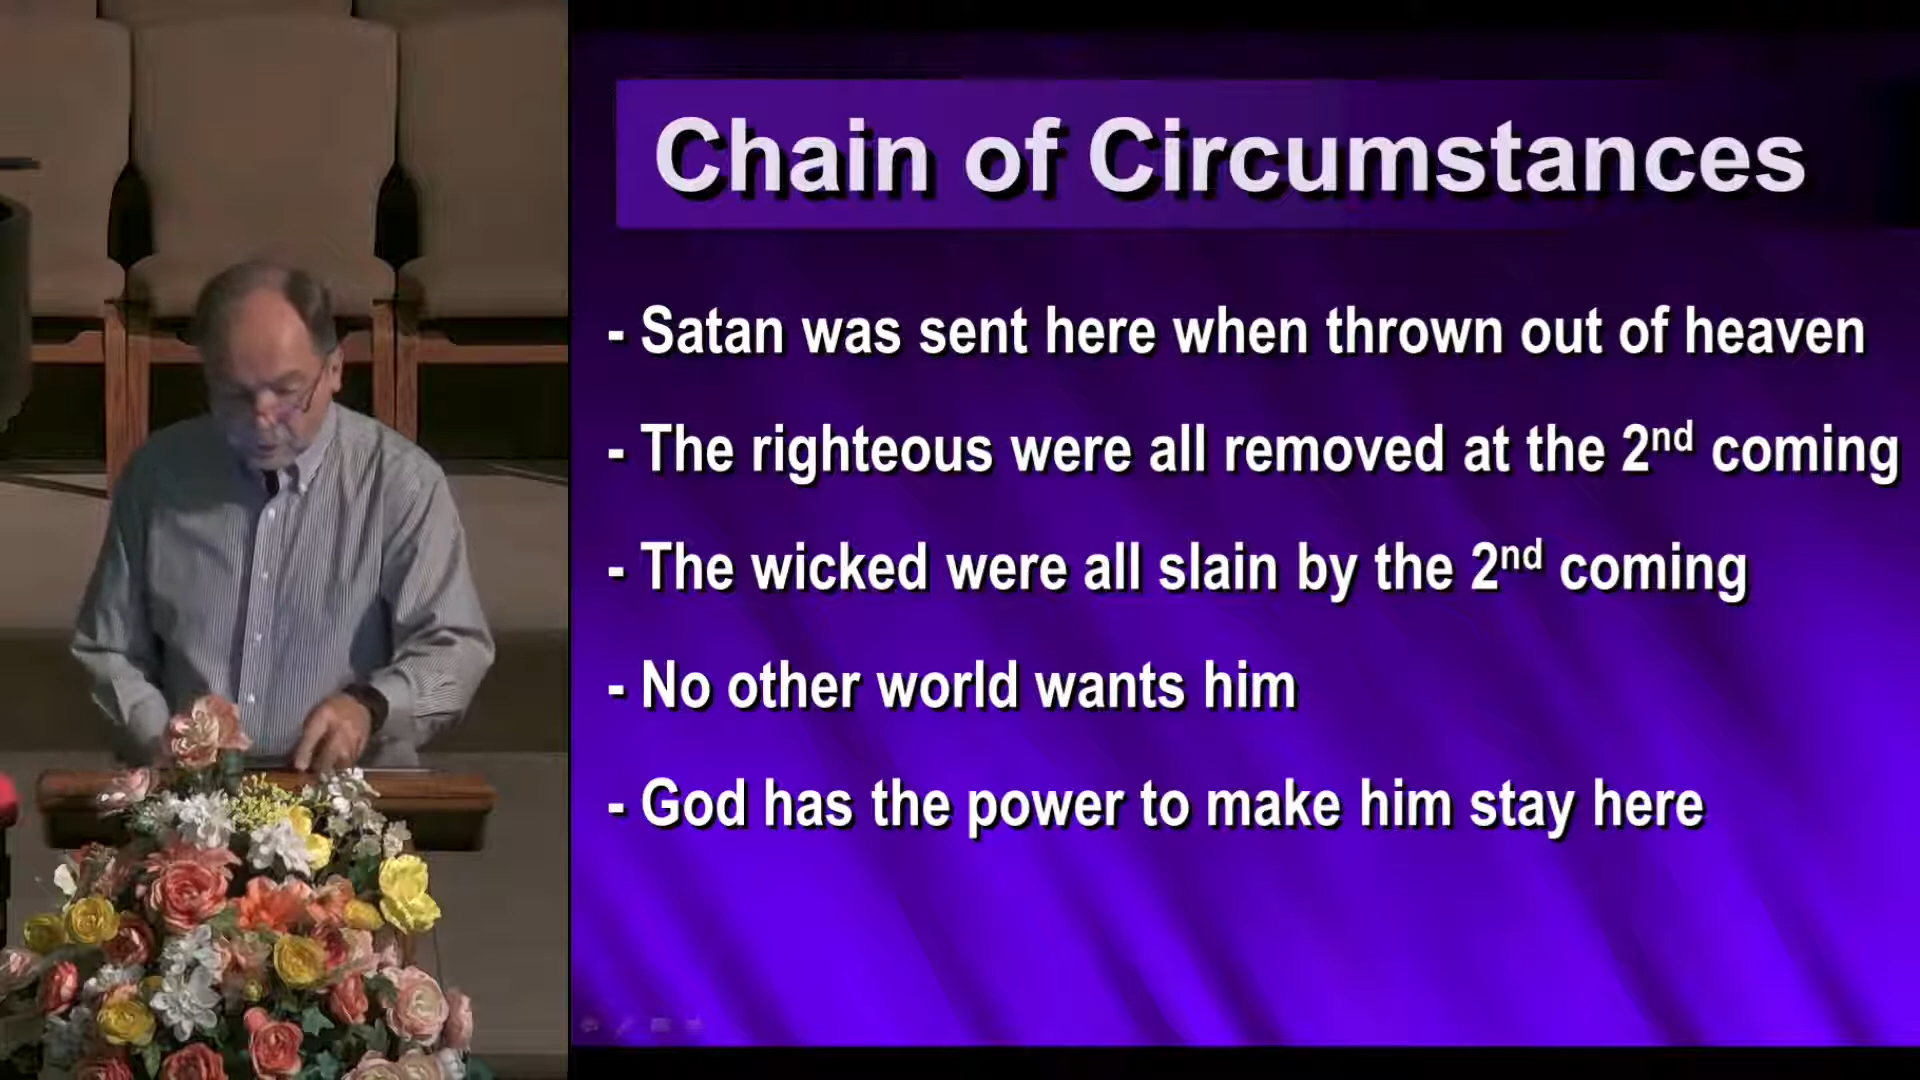 Chain of Circumstances
- Satan was sent here when thrown out of heaven
- The righteous were all removed at the 2nd coming
- The wicked were all slain by the 2nd coming
- No other world wants him
- God has the power to make him stay here